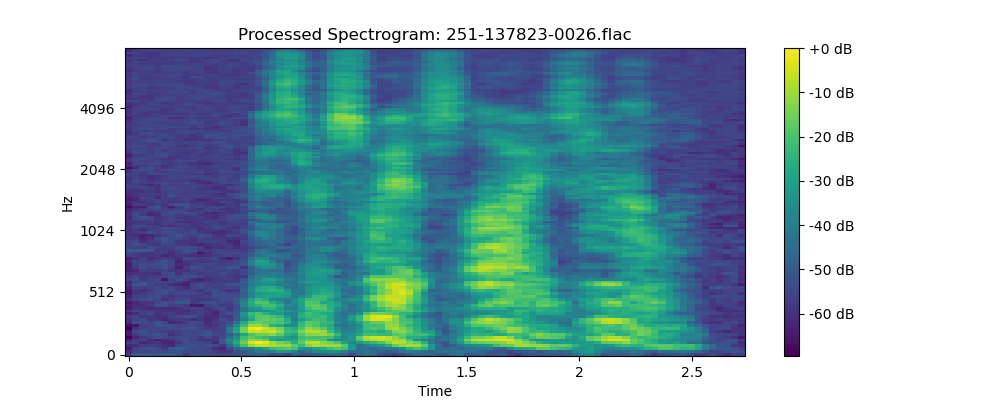 Processed Spectrogram: 251-137823-0026.flac
Hz
4096
2048
1024
512
0
0 0.5 1 1.5 2 2.5
Time
+0 dB
-10 dB
-20 dB
-30 dB
-40 dB
-50 dB
-60 dB